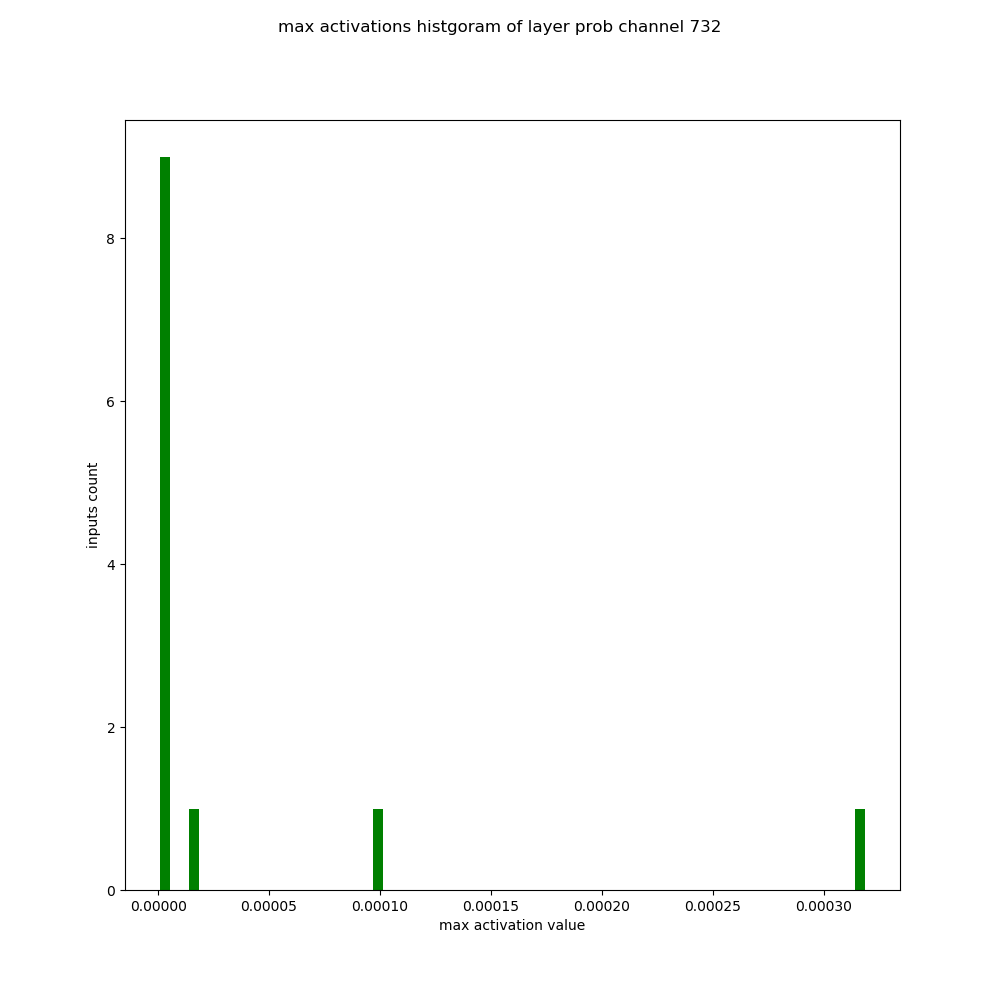 max activations histgoram of layer prob channel 732
8
6
4
2
0
inputs count
0.00000 0.00005 0.00010 0.00015 0.00020 0.00025 0.00030
max activation value